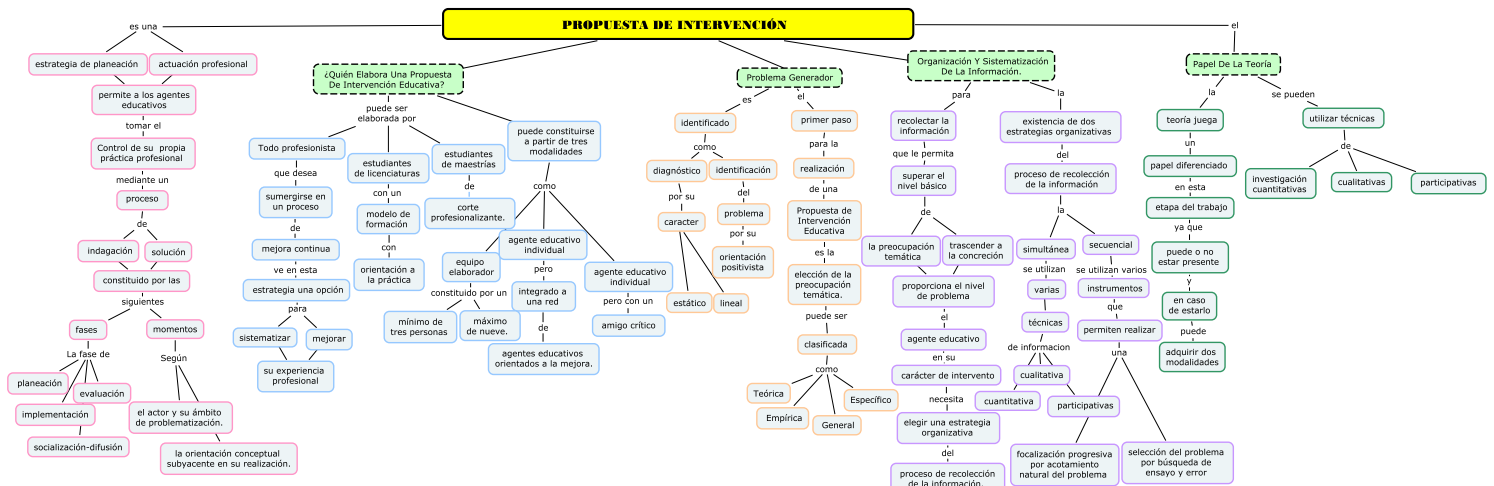 PROPUESTA DE INTERVENCIÓN
es una
estrategia de planeación
actuación profesional
permite a los agentes
educativos
tomar el
Control de su propia
práctica profesional
mediante un
proceso
de
indagación
solución
constituido por las
siguientes
fases
momentos
La fase de
planeación
evaluación
implementación
socialización-difusión
Según
el actor y su ámbito
de problematización.
la orientación conceptual
subyacente en su realización.
¿Quién Elabora Una Propuesta
De Intervención Educativa?
puede ser
elaborada por
Todo profesionista
que desea
sumergirse en
un proceso
de
mejora continua
ve en esta
estrategia una opción
para
sistematizar
mejorar
su experiencia
profesional
estudiantes
de licenciaturas
con un
modelo de
formación
con
orientación a
la práctica
estudiantes
de maestrías
de
corte
profesionalizante.
puede constituirse
a partir de tres
modalidades
como
equipo
elaborador
constituido por un
mínimo de
tres personas
máximo
de nueve.
agente educativo
individual
pero
integrado a
una red
de
agentes educativos
orientados a la mejora.
agente educativo
individual
pero con un
amigo crítico
Problema Generador
es
identificado
como
diagnóstico
por su
caracter
estático
lineal
identificación
del
problema
por su
orientación
positivista
el
primer paso
para la
realización
de una
Propuesta de
Intervención
Educativa
es la
elección de la
preocupación
temática.
puede ser
clasificada
como
Teórica
Empírica
General
Específico
Organización Y Sistematización
De La Información.
para
recolectar la
información
que le permita
superar el
nivel básico
de
la preocupación
temática
trascender a
la concreción
proporciona el nivel
de problema
el
agente educativo
en su
carácter de intervento
necesita
elegir una estrategia
organizativa
del
proceso de recolección
de la información.
la
existencia de dos
estrategias organizativas
del
proceso de recolección
de la información
la
simultánea
se utilizan
varias
técnicas
de informacion
cualitativa
cuantitativa
participativas
secuencial
se utilizan varios
instrumentos
que
permiten realizar
una
focalización progresiva
por acotamiento
natural del problema
selección del problema
por búsqueda de
ensayo y error
el
Papel De La Teoría
la
teoría juega
un
papel diferenciado
en esta
etapa del trabajo
ya que
puede o no
estar presente
y
en caso
de estarlo
puede
adquirir dos
modalidades
se pueden
utilizar técnicas
de
investigación
cuantitativas
cualitativas
participativas